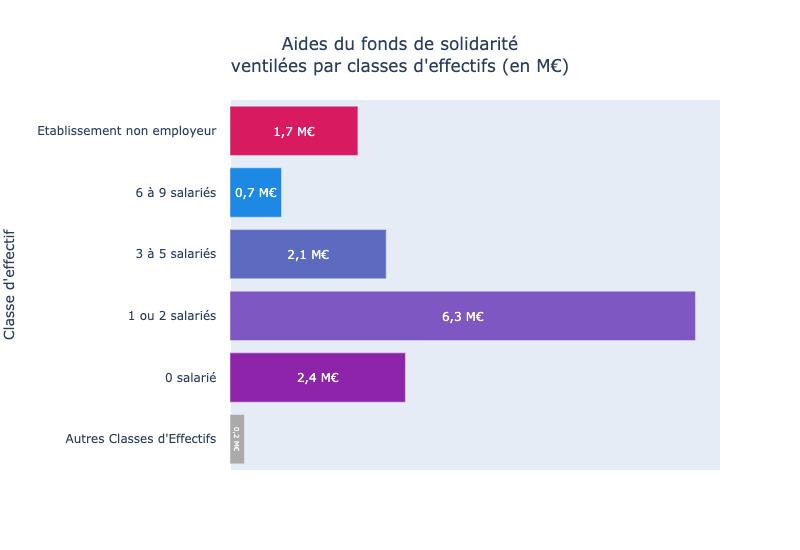 Aides du fonds de solidarité
ventilées par classes d'effectifs (en M€)
Classe d'effectif
Etablissement non employeur
1,7 M€
6 à 9 salariés
0,7 M€
3 à 5 salariés
2,1 M€
1 ou 2 salariés
6,3 M€
0 salarié
2,4 M€
Autres Classes d'Effectifs
0,2 M€